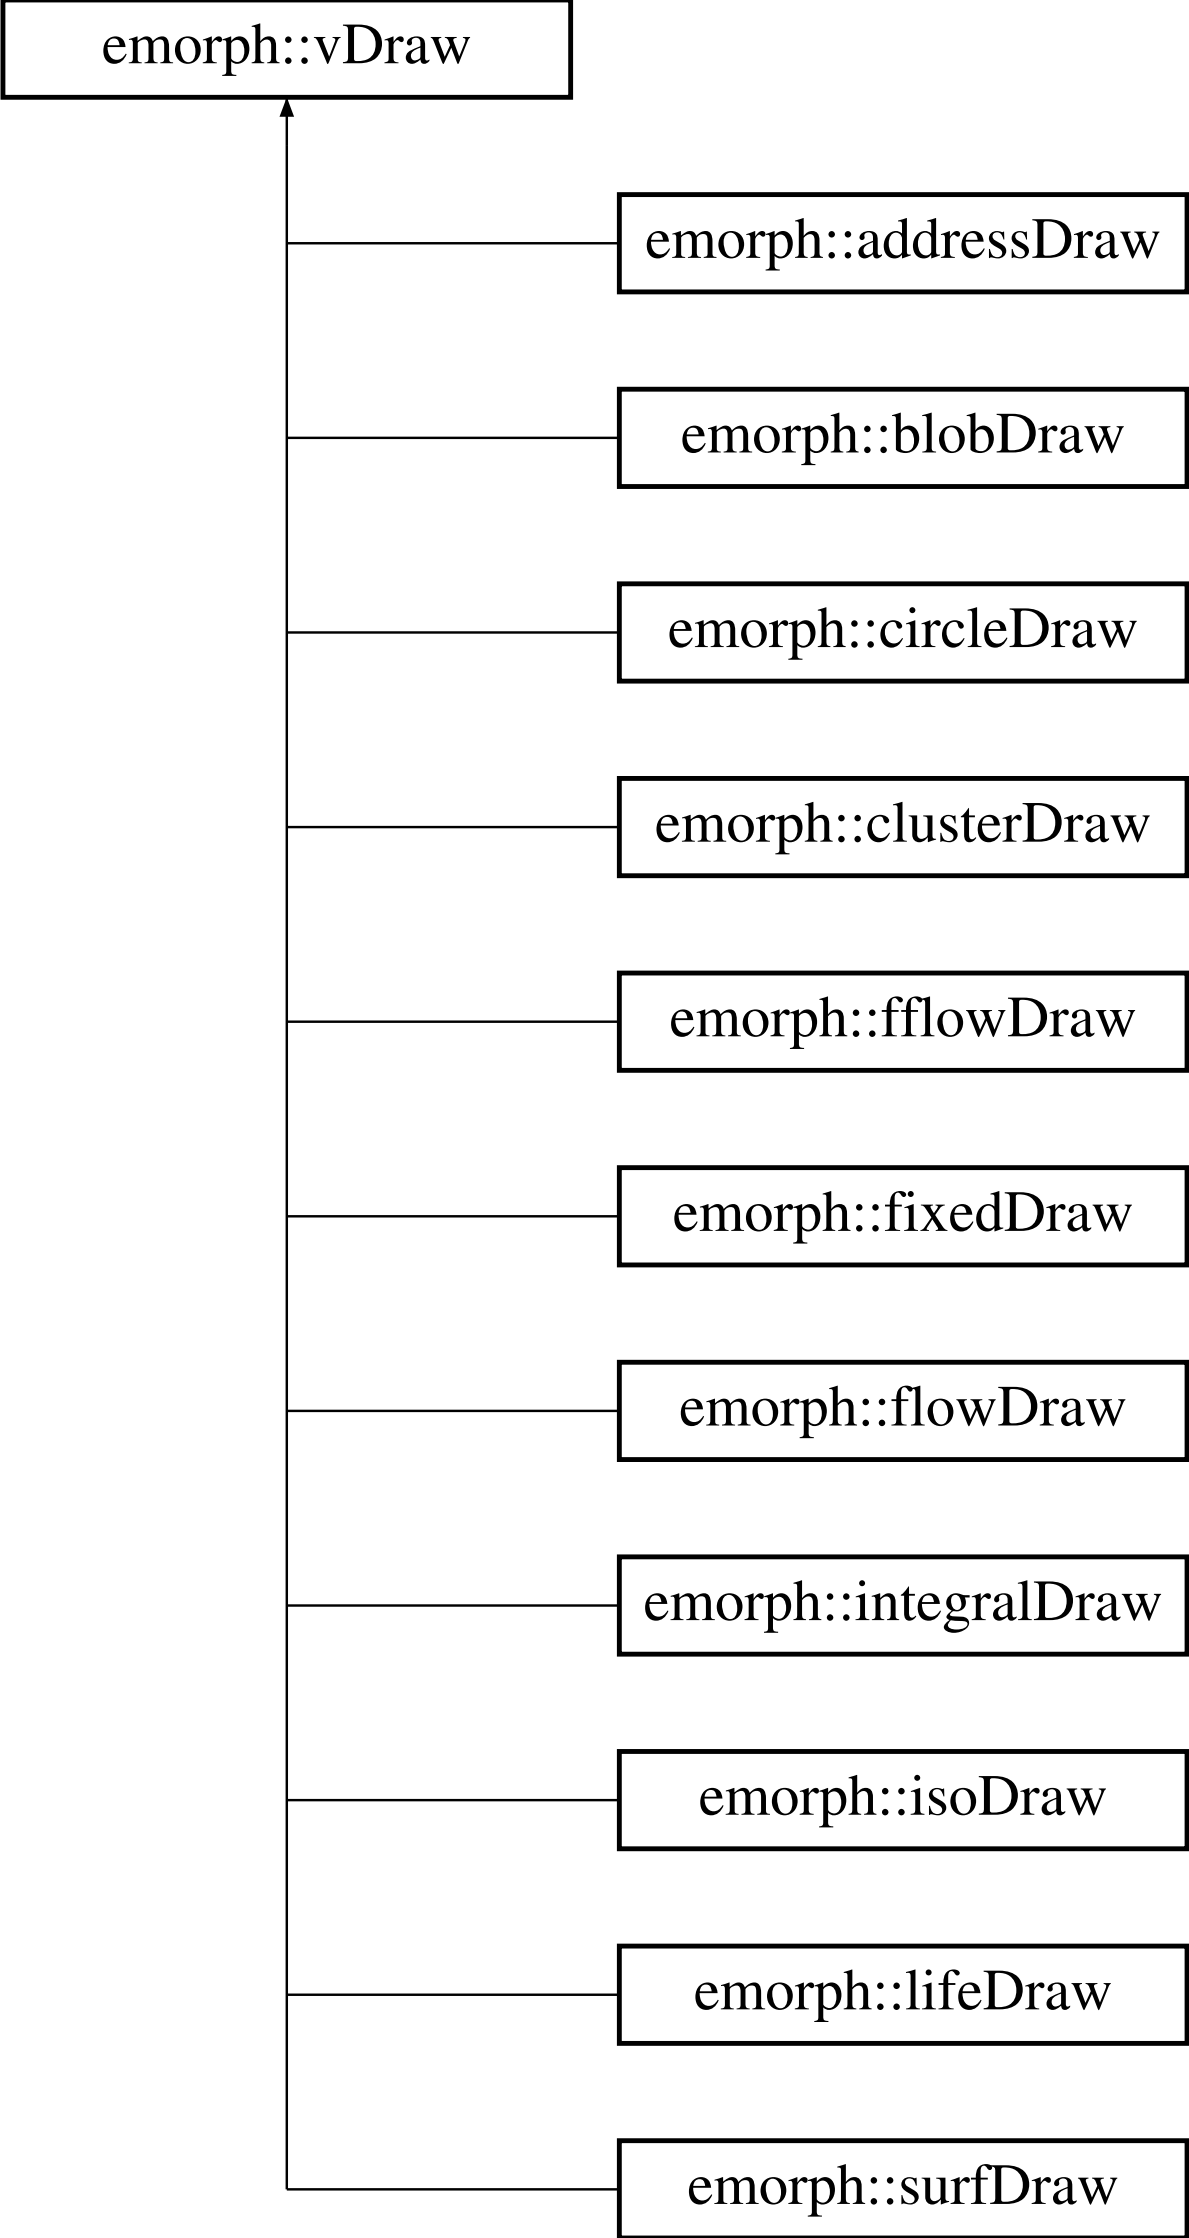 emorph::vDraw
emorph::addressDraw
emorph::blobDraw
emorph::circleDraw
emorph::clusterDraw
emorph::fflowDraw
emorph::fixedDraw
emorph::flowDraw
emorph::integralDraw
emorph::isoDraw
emorph::lifeDraw
emorph::surfDraw